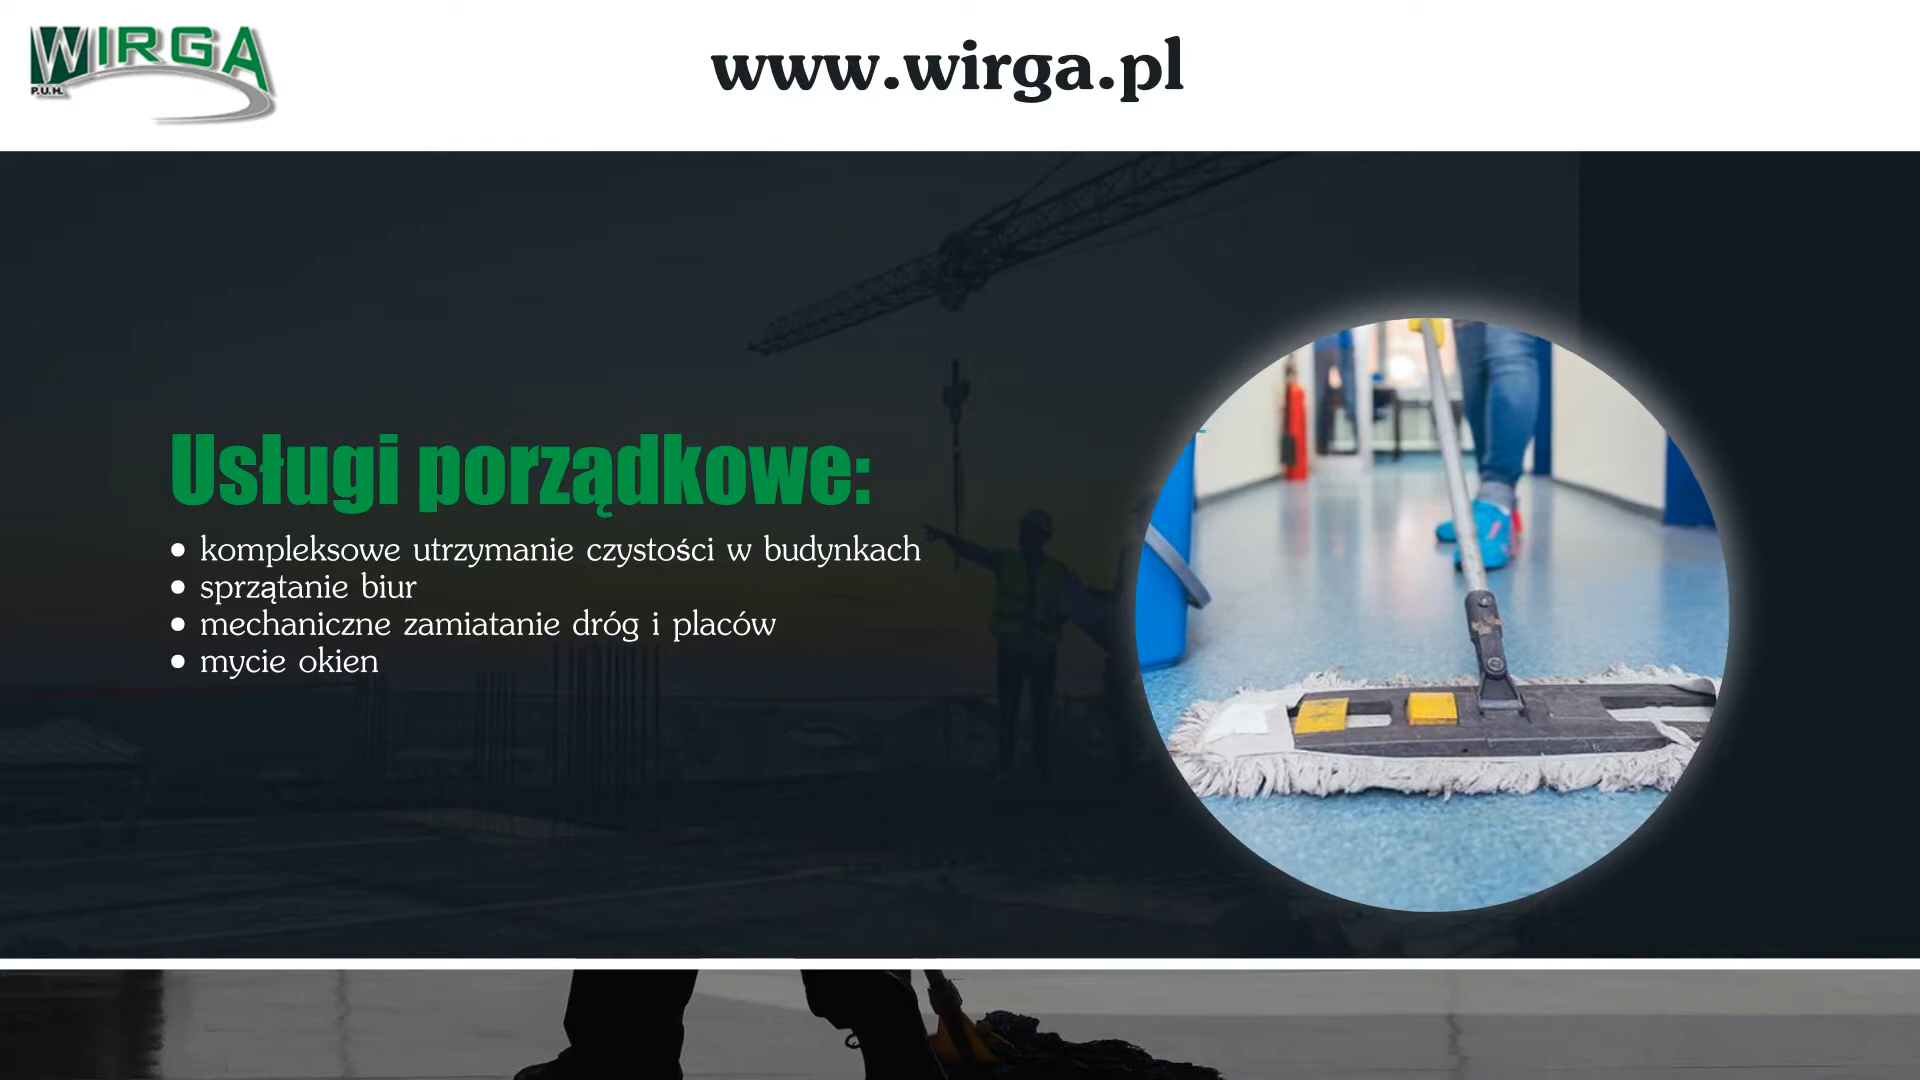 WIRGA
P.U.H.
www.wirga.pl
Usługi porządkowe:
• kompleksowe utrzymanie czystości w budynkach
• sprzątanie biur
• mechaniczne zamiatanie dróg i placów
• mycie okien